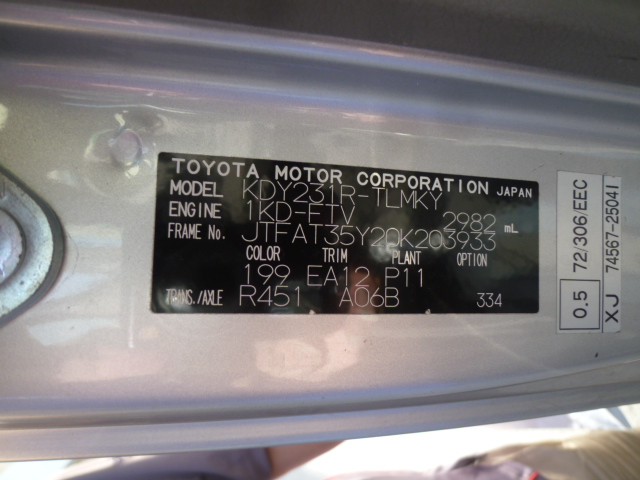 TOYOTA MOTOR CORPORATION JAPAN
MODEL KDY231R-TLMKY
ENGINE 1KD-FTV 2982 mL
FRAME No. JTFAT35Y20K203933
COLOR TRIM PLANT OPTION
199 EA12 P11
TRANS./AXLE R451 A06B 334
0.5 72/306/EEC
XJ 74567-25041